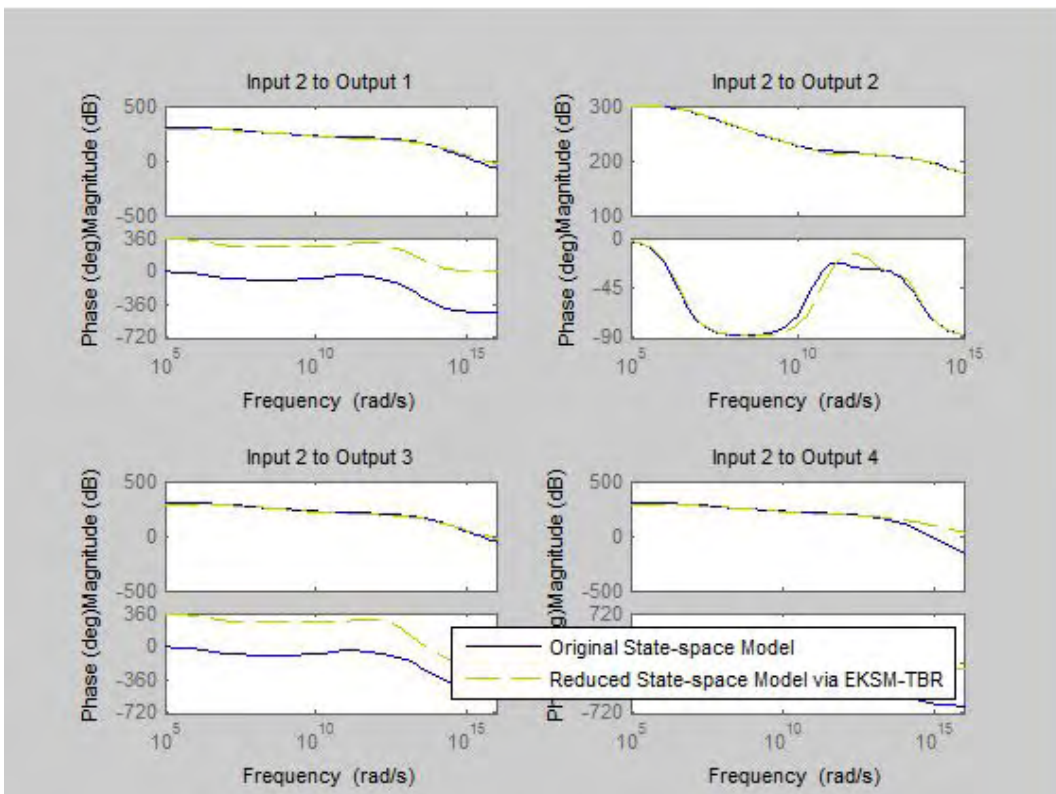 Input 2 to Output 1
500
0
-500
Magnitude (dB)
360
0
-360
-720
Phase (deg)
10^5
10^10
10^15
Frequency (rad/s)
Input 2 to Output 2
300
200
100
Magnitude (dB)
0
-45
-90
Phase (deg)
10^5
10^10
10^15
Frequency (rad/s)
Input 2 to Output 3
500
0
-500
Magnitude (dB)
360
0
-360
-720
Phase (deg)
10^5
10^10
10^15
Frequency (rad/s)
Input 2 to Output 4
500
0
-500
Magnitude (dB)
720
-720
10^5
10^10
10^15
Frequency (rad/s)
Original State-space Model
Reduced State-space Model via EKSM-TBR